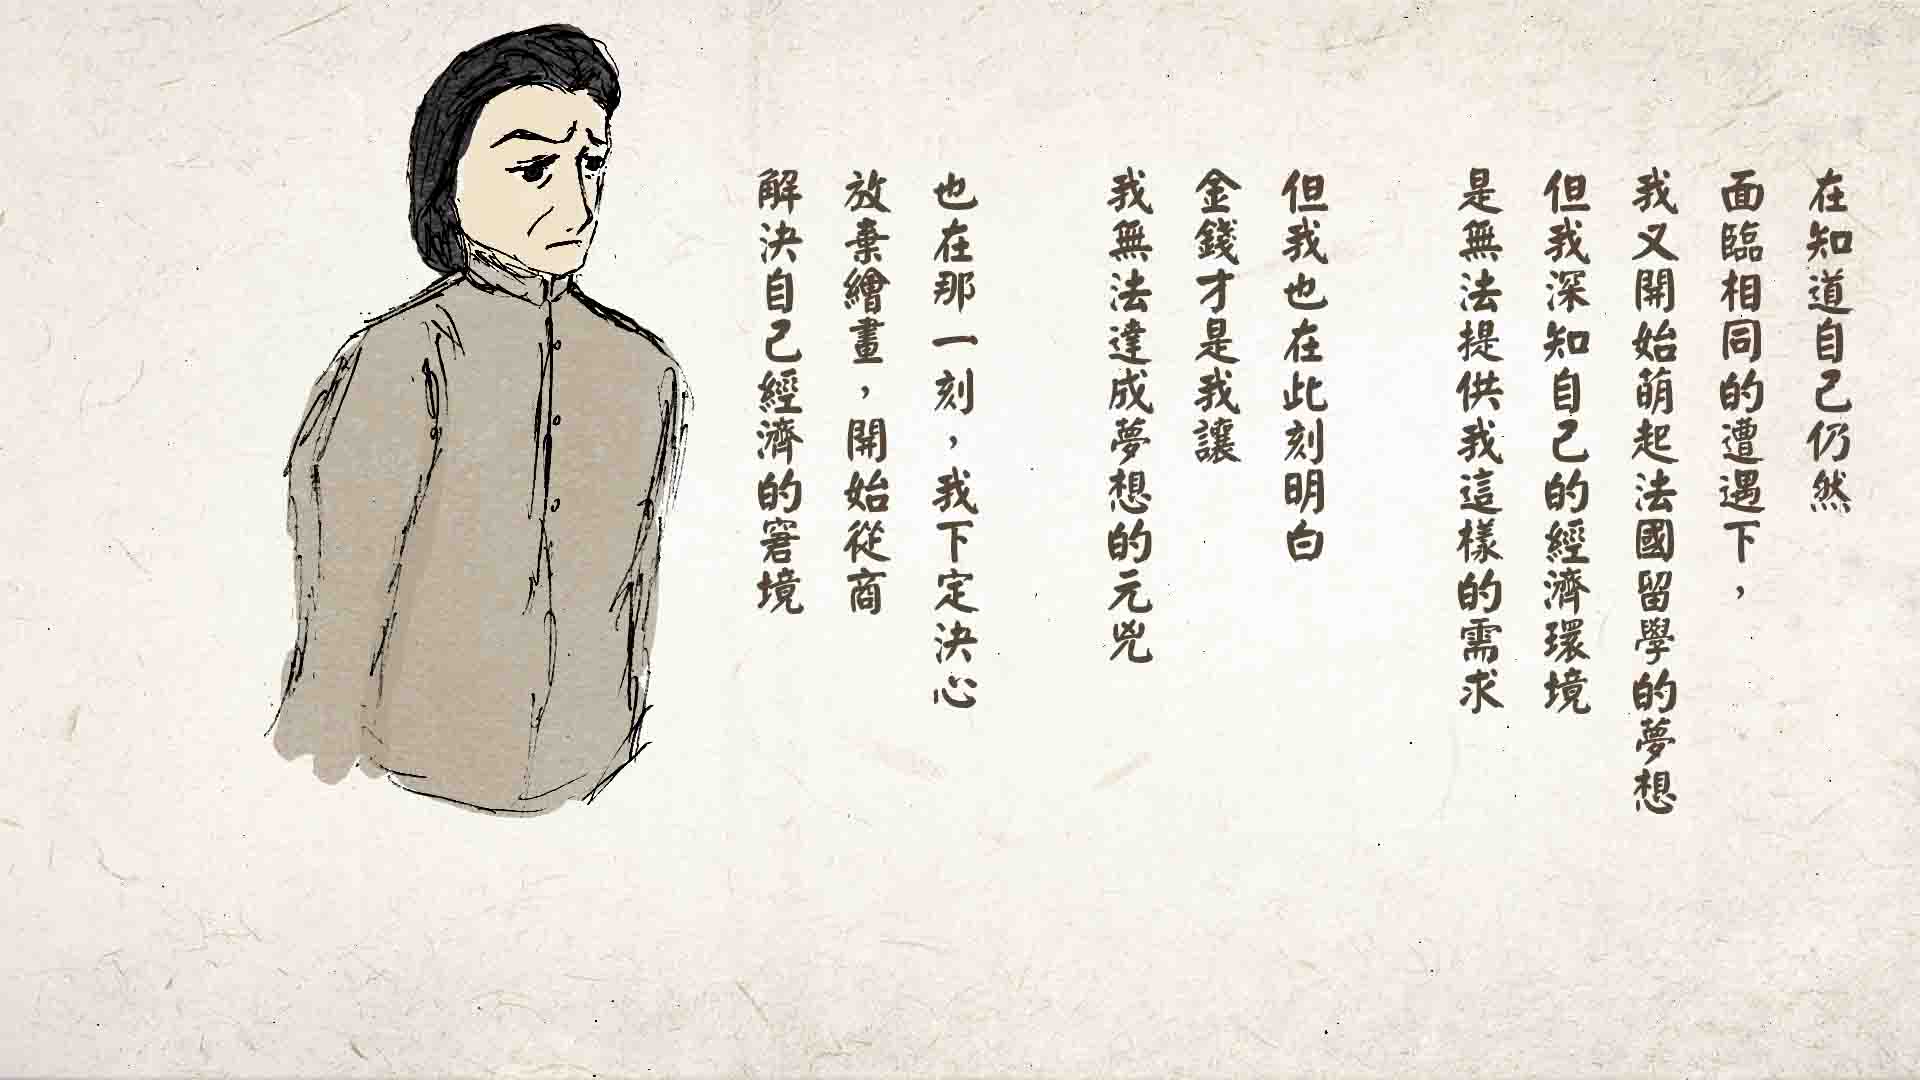 在知道自己仍然
面臨相同的遭遇下，
我又開始萌起法國留學的夢想
但我深知自己的經濟環境
是無法提供我這樣的需求
但我也在此刻明白
金錢才是我讓
我無法達成夢想的元兇
也在那一刻，我下定決心
放棄繪畫，開始從商
解決自己經濟的窘境